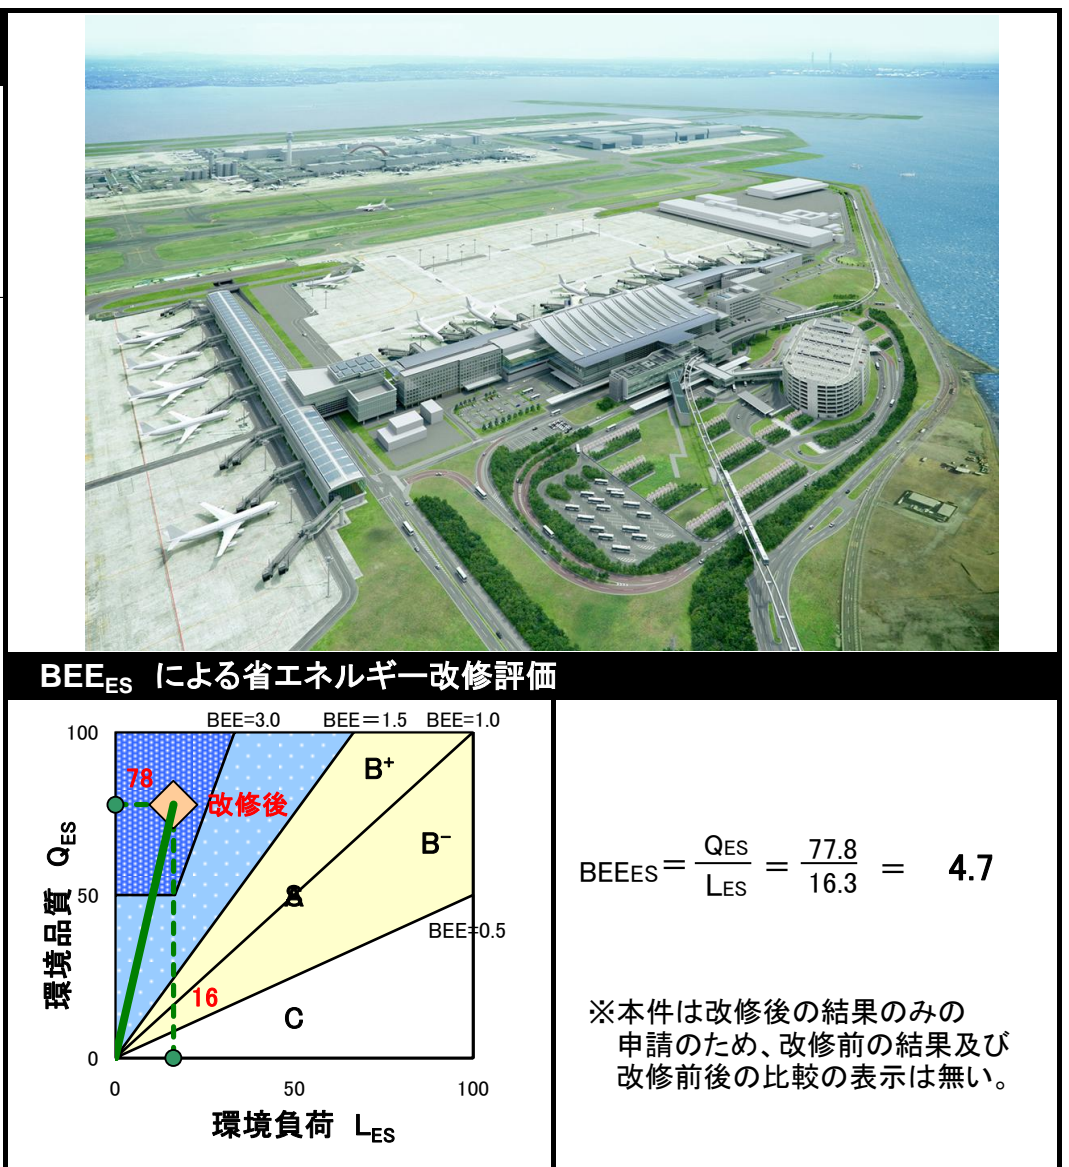 BEEES による省エネルギー改修評価
BEE=3.0 BEE=1.5 BEE=1.0
100
78
改修後
B+
B−
環境品質 QES
50
BEE=0.5
16
C
0
0 50 100
環境負荷 LES
BEEES = QES / LES = 77.8 / 16.3 = 4.7
※本件は改修後の結果のみの
申請のため、改修前の結果及び
改修前後の比較の表示は無い。